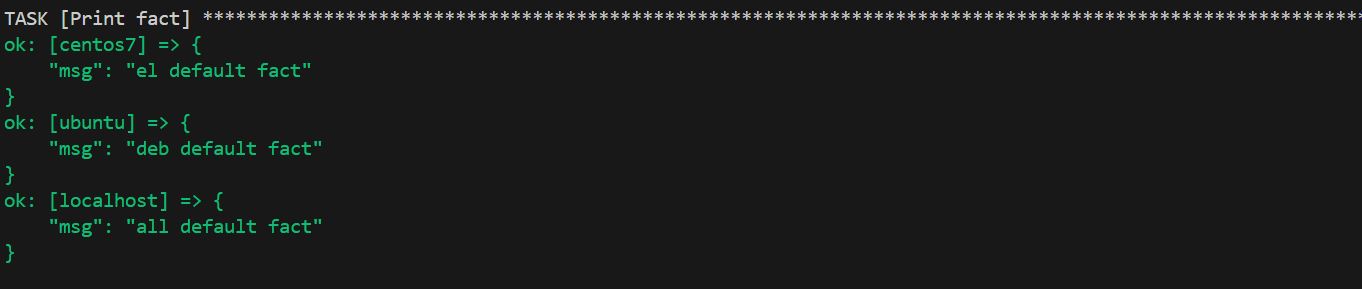 TASK [Print fact] *********************************************************************************************************
ok: [centos7] => {
    "msg": "el default fact"
}
ok: [ubuntu] => {
    "msg": "deb default fact"
}
ok: [localhost] => {
    "msg": "all default fact"
}